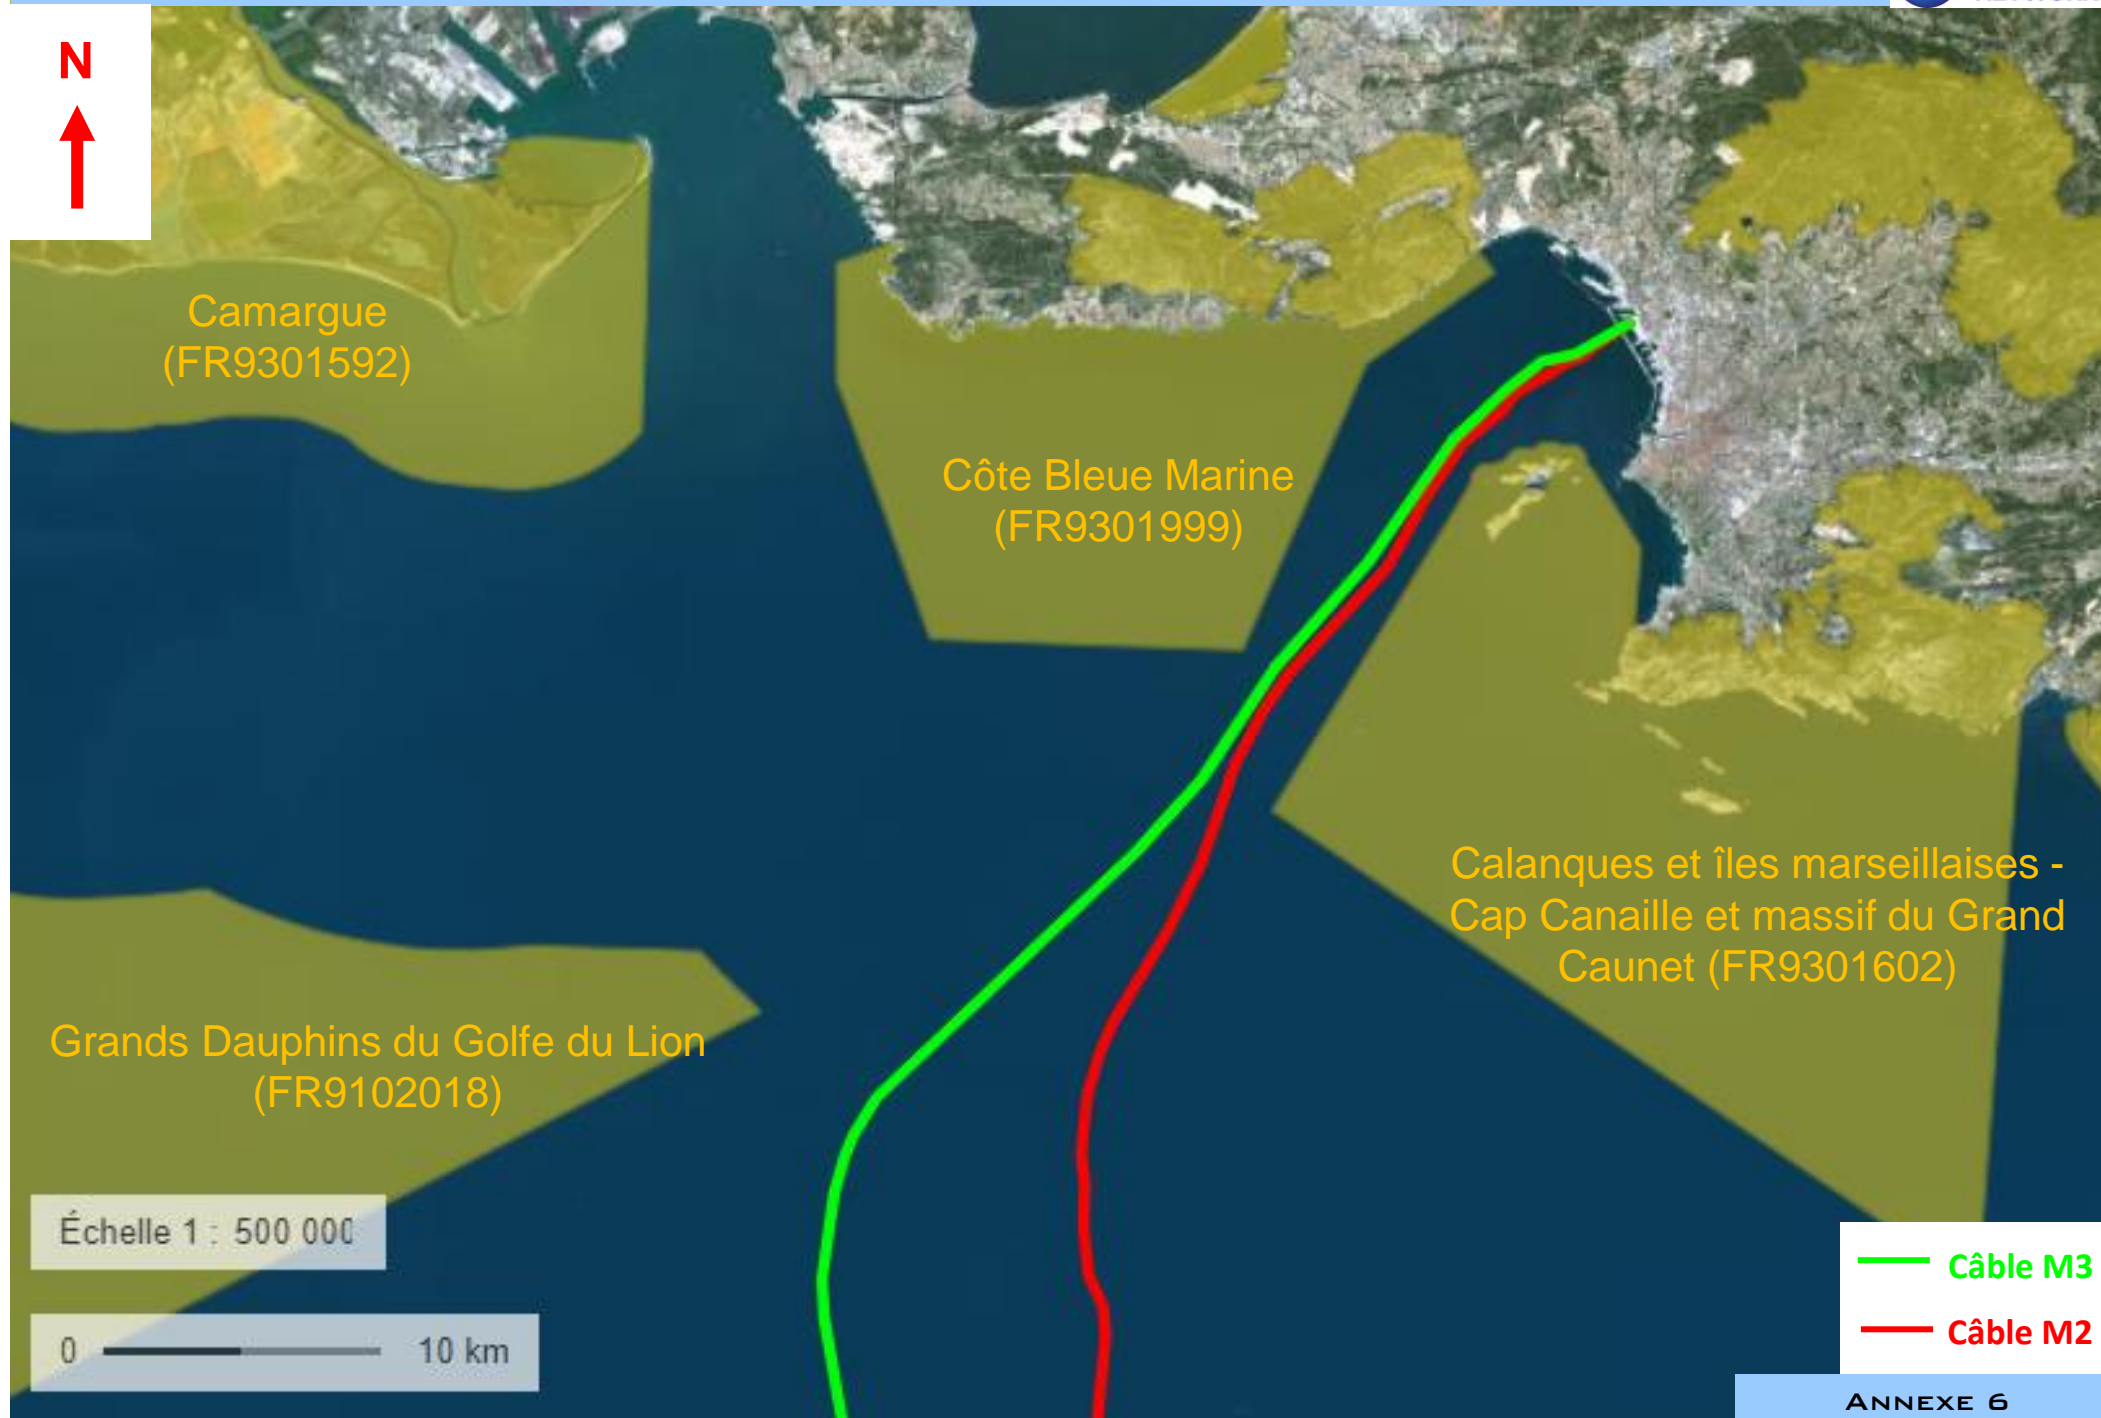 N
Camargue
(FR9301592)
Côte Bleue Marine
(FR9301999)
Calanques et îles marseillaises -
Cap Canaille et massif du Grand
Caunet (FR9301602)
Grands Dauphins du Golfe du Lion
(FR9102018)
Échelle 1 : 500 000
0 10 km
Câble M3
Câble M2
ANNEXE 6